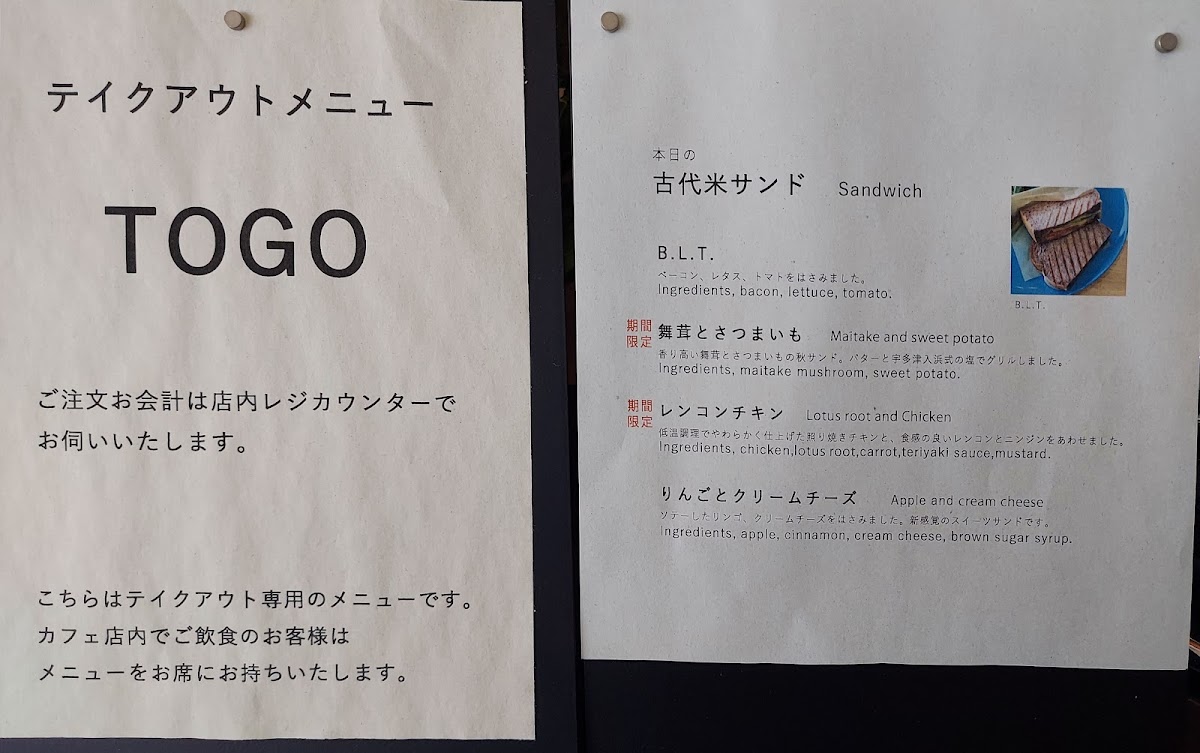 テイクアウトメニュー
TOGO
ご注文お会計は店内レジカウンターで
お伺いいたします。
こちらはテイクアウト専用のメニューです。
カフェ店内でご飲食のお客様は
メニューをお席にお持ちいたします。
本日の
古代米サンド Sandwich
B.L.T.
ベーコン、レタス、トマトをはさみました。
Ingredients, bacon, lettuce, tomato.
B.L.T.
期間
限定
舞茸とさつまいも Maitake and sweet potato
香り高い舞茸とさつまいもの秋サンド。バターと宇多津入浜式の塩でグリルしました。
Ingredients, maitake mushroom, sweet potato.
期間
限定
レンコンチキン Lotus root and Chicken
低温調理でやわらかく仕上げた照り焼きチキンと、食感の良いレンコンとニンジンをあわせました。
Ingredients, chicken,lotus root,carrot,teriyaki sauce,mustard.
りんごとクリームチーズ Apple and cream cheese
ソテーしたリンゴ、クリームチーズをはさみました。新感覚のスイーツサンドです。
Ingredients, apple, cinnamon, cream cheese, brown sugar syrup.